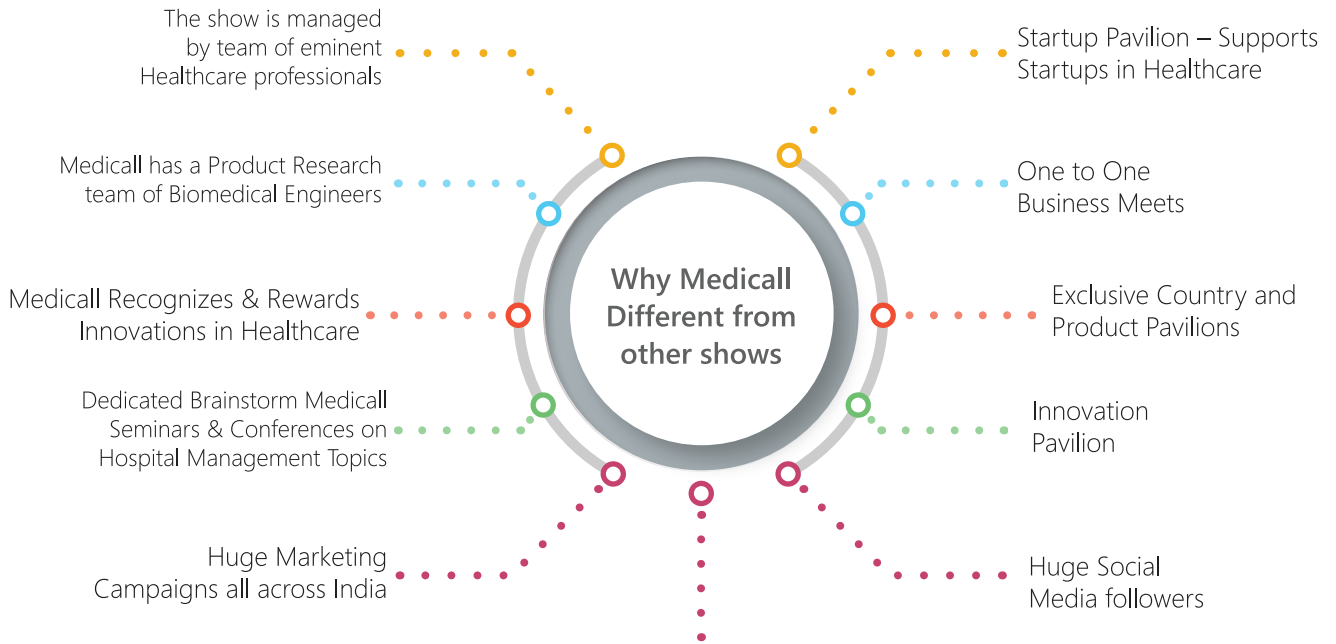 The show is managed
by team of eminent
Healthcare professionals
Medicall has a Product Research
team of Biomedical Engineers
Medicall Recognizes & Rewards
Innovations in Healthcare
Dedicated Brainstorm Medicall
Seminars & Conferences on
Hospital Management Topics
Huge Marketing
Campaigns all across India
Why Medicall
Different from
other shows
Startup Pavilion – Supports
Startups in Healthcare
One to One
Business Meets
Exclusive Country and
Product Pavilions
Innovation
Pavilion
Huge Social
Media followers